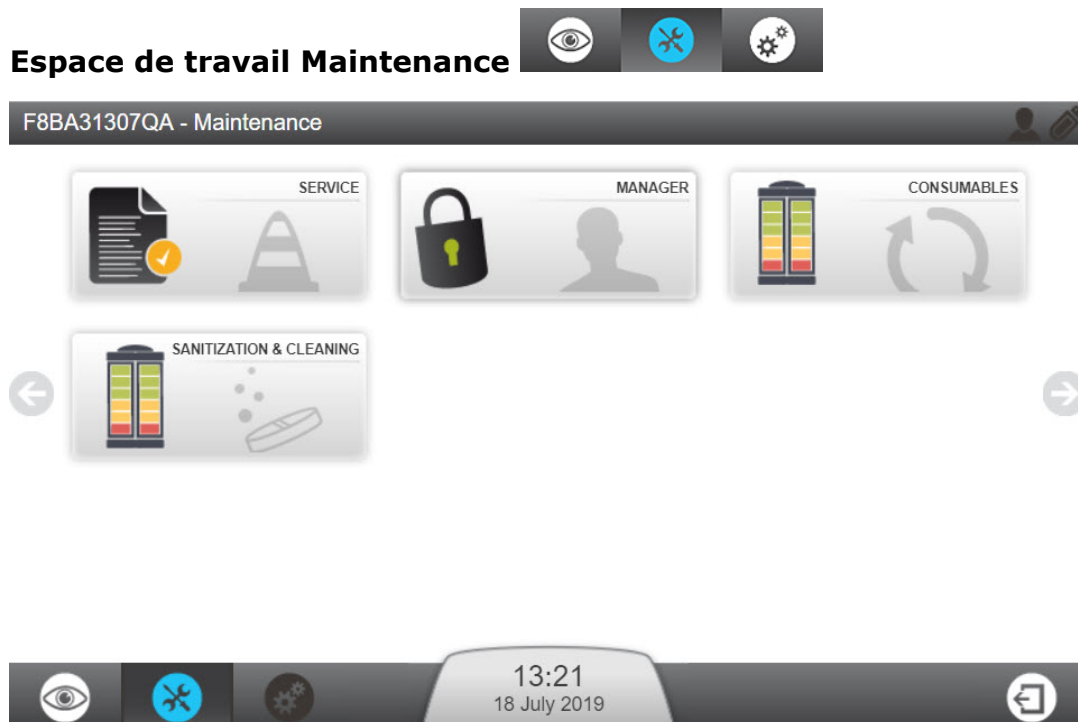 Espace de travail Maintenance
F8BA31307QA - Maintenance
SERVICE
MANAGER
CONSUMABLES
SANITIZATION & CLEANING
13:21
18 July 2019